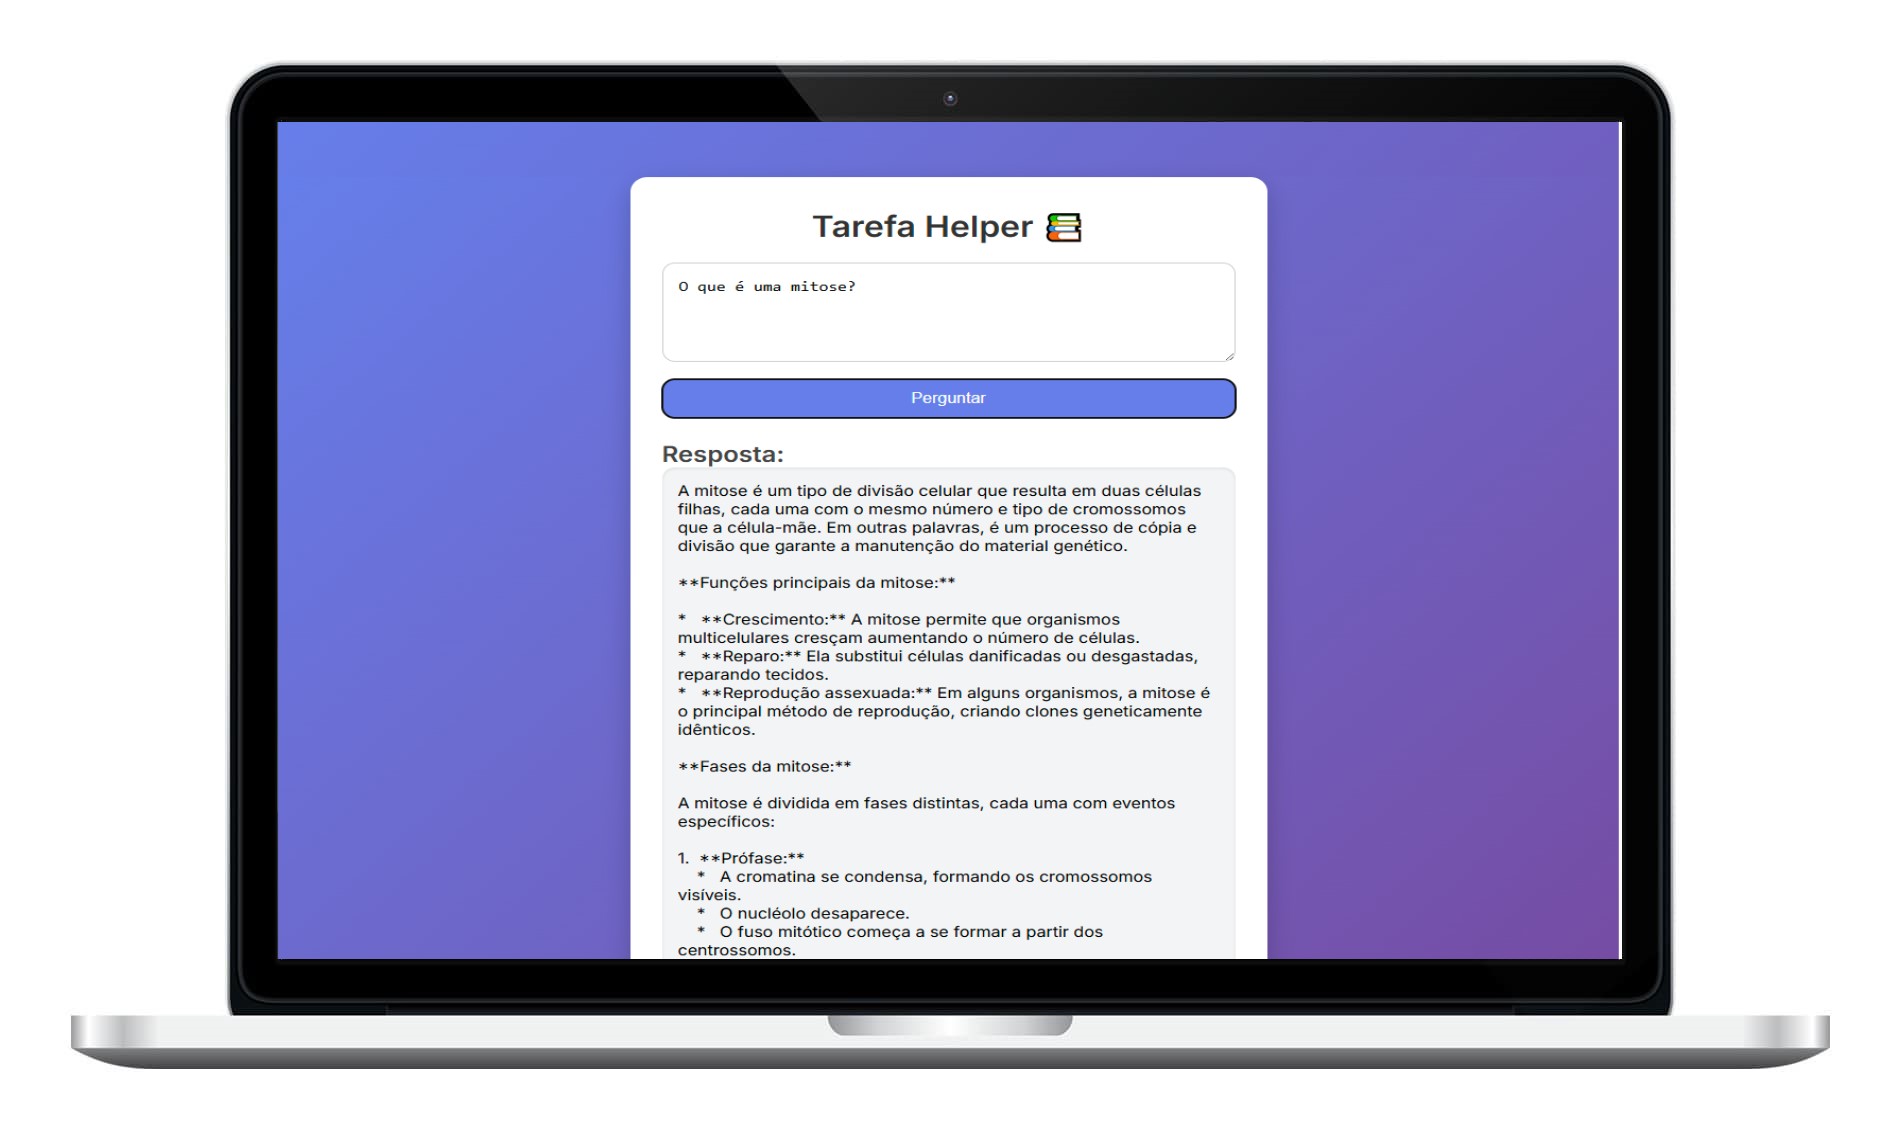 Tarefa Helper 📚
O que é uma mitose?
Perguntar
Resposta:
A mitose é um tipo de divisão celular que resulta em duas células
filhas, cada uma com o mesmo número e tipo de cromossomos
que a célula-mãe. Em outras palavras, é um processo de cópia e
divisão que garante a manutenção do material genético.
**Funções principais da mitose:**
*   **Crescimento:** A mitose permite que organismos
multicelulares cresçam aumentando o número de células.
*   **Reparo:** Ela substitui células danificadas ou desgastadas,
reparando tecidos.
*   **Reprodução assexuada:** Em alguns organismos, a mitose é
o principal método de reprodução, criando clones geneticamente
idênticos.
**Fases da mitose:**
A mitose é dividida em fases distintas, cada uma com eventos
específicos:
1.  **Prófase:**
*   A cromatina se condensa, formando os cromossomos
visíveis.
*   O nucléolo desaparece.
*   O fuso mitótico começa a se formar a partir dos
centrossomos.